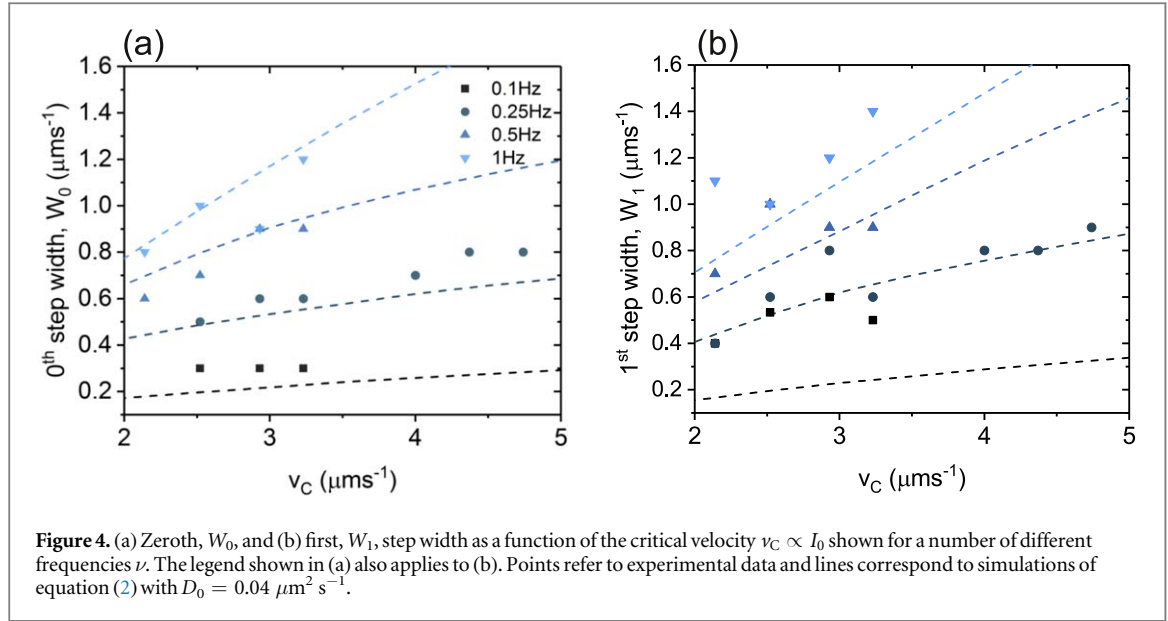 (a)
0th step width, W0 (μms-1)
1.6
1.4
1.2
1.0
0.8
0.6
0.4
0.2
2
3
4
5
νC (μms-1)
0.1Hz
0.25Hz
0.5Hz
1Hz
(b)
1st step width, W1 (μms-1)
1.6
1.4
1.2
1.0
0.8
0.6
0.4
0.2
2
3
4
5
νC (μms-1)
Figure 4. (a) Zeroth, W0, and (b) first, W1, step width as a function of the critical velocity νC ∝ I0 shown for a number of different
frequencies ν. The legend shown in (a) also applies to (b). Points refer to experimental data and lines correspond to simulations of
equation (2) with D0 = 0.04 μm2 s−1.